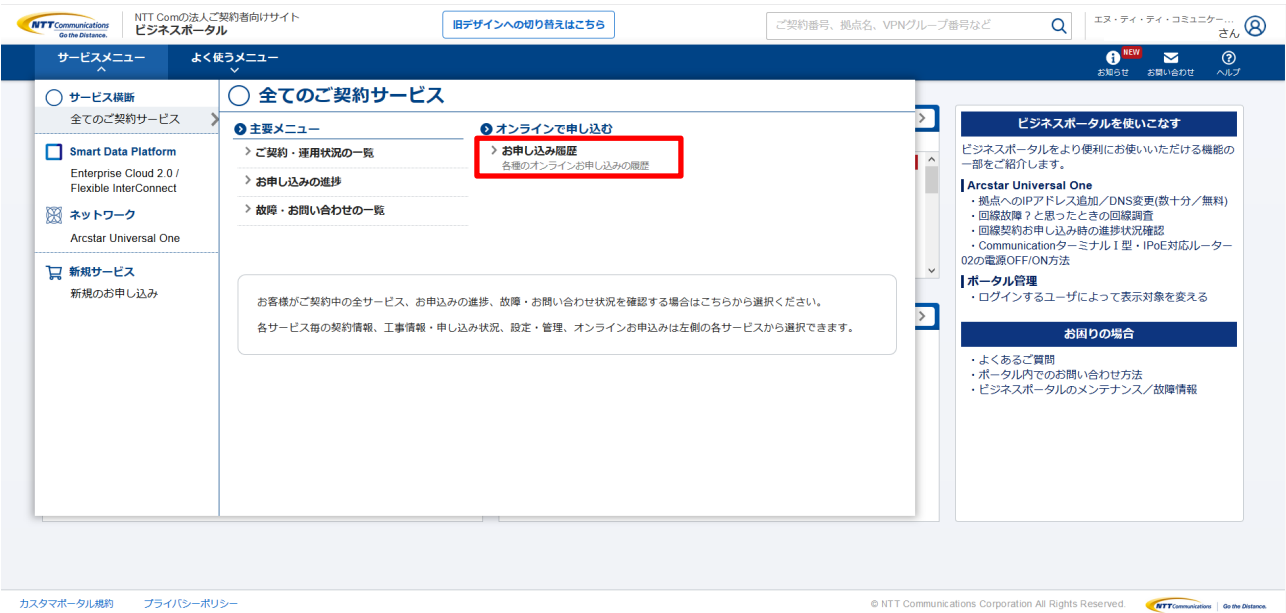 NTT Communications
Go the Distance.
NTT Comの法人ご契約者向けサイト
ビジネスポータル
旧デザインへの切り替えはこちら
ご契約番号、拠点名、VPNグループ番号など
エヌ・ティ・ティ・コミュニケー...
さん
サービスメニュー
よく使うメニュー
NEW
お知らせ
お問い合わせ
ヘルプ
サービス横断
全てのご契約サービス
Smart Data Platform
Enterprise Cloud 2.0 /
Flexible InterConnect
ネットワーク
Arcstar Universal One
新規サービス
新規のお申し込み
全てのご契約サービス
主要メニュー
ご契約・運用状況の一覧
お申し込みの進捗
故障・お問い合わせの一覧
オンラインで申し込む
お申し込み履歴
各種のオンラインお申し込みの履歴
お客様がご契約中の全サービス、お申込みの進捗、故障・お問い合わせ状況を確認する場合はこちらから選択ください。
各サービス毎の契約情報、工事情報・申し込み状況、設定・管理、オンラインお申込みは左側の各サービスから選択できます。
ビジネスポータルを使いこなす
ビジネスポータルをより便利にお使いいただける機能の
一部をご紹介します。
Arcstar Universal One
・拠点へのIPアドレス追加／DNS変更(数十分／無料)
・回線故障？と思ったときの回線調査
・回線契約お申し込み時の進捗状況確認
・CommunicationターミナルⅠ型・IPoE対応ルーター
02の電源OFF/ON方法
ポータル管理
・ログインするユーザによって表示対象を変える
お困りの場合
・よくあるご質問
・ポータル内でのお問い合わせ方法
・ビジネスポータルのメンテナンス／故障情報
カスタマポータル規約
プライバシーポリシー
© NTT Communications Corporation All Rights Reserved.
NTT Communications
Go the Distance.